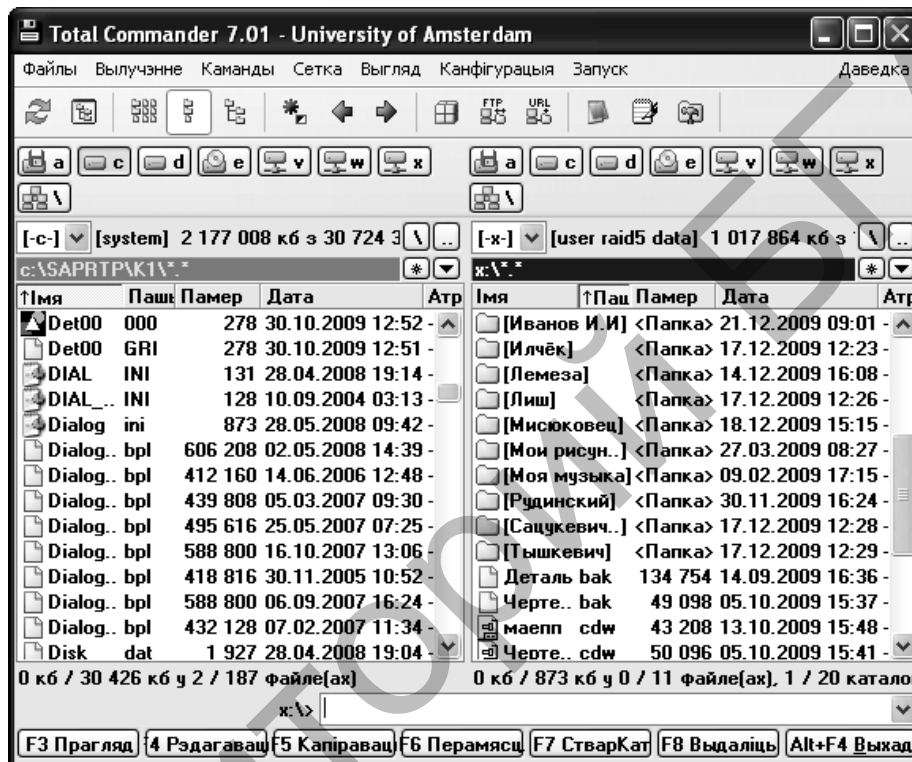 Total Commander 7.01 - University of Amsterdam
Файлы Вылучэнне Каманды Сетка Выгляд Канфігурацыя Запуск Даведка
FTP URL
a c d e v w x
\
a c d e v w x
\
[-c-] [system] 2 177 008 кб з 30 724 3 \ ..
[-x-] [user raid5 data] 1 017 864 кб з \ ..
c:\SAPRTP\K1\*.* * ▼
x:\*.* * ▼
↑Імя Пашы Памер Дата Атр
Det00 000 278 30.10.2009 12:52 -
Det00 GRI 278 30.10.2009 12:51 -
DIAL INI 131 28.04.2008 19:14 -
DIAL_.. INI 128 10.09.2004 03:13 -
Dialog ini 873 28.05.2008 09:42 -
Dialog.. bpl 606 208 02.05.2008 14:39 -
Dialog.. bpl 412 160 14.06.2006 12:48 -
Dialog.. bpl 439 808 05.03.2007 09:30 -
Dialog.. bpl 495 616 25.05.2007 07:25 -
Dialog.. bpl 588 800 16.10.2007 13:06 -
Dialog.. bpl 418 816 30.11.2005 10:52 -
Dialog.. bpl 588 800 06.09.2007 16:24 -
Dialog.. bpl 432 128 07.02.2007 11:34 -
Disk dat 1 927 28.04.2008 19:04 -
Імя ↑Паш Памер Дата Атр
[Иванов И.И] <Папка> 21.12.2009 09:01 -
[Илчёк] <Папка> 17.12.2009 12:23 -
[Лемеза] <Папка> 14.12.2009 16:08 -
[Лиш] <Папка> 17.12.2009 12:26 -
[Мисюковец] <Папка> 18.12.2009 15:15 -
[Мои рисун..] <Папка> 27.03.2009 08:27 -
[Моя музыка] <Папка> 09.02.2009 17:15 -
[Рудинский] <Папка> 30.11.2009 16:24 -
[Сацукевич..] <Папка> 17.12.2009 12:28 -
[Тышкевич] <Папка> 17.12.2009 12:29 -
Деталь bak 134 754 14.09.2009 16:36 -
Черте.. bak 49 098 05.10.2009 15:37 -
маепп cdw 43 208 13.10.2009 15:48 -
Черте.. cdw 50 096 05.10.2009 15:41 -
0 кб / 30 426 кб у 2 / 187 файле(ах)
0 кб / 873 кб у 0 / 11 файле(ах), 1 / 20 катало
x:\>
F3 Прагляд F4 Рэдагаваць F5 Капіраваць F6 Перамясц F7 СтварКат F8 Выдаліць Alt+F4 Выхад